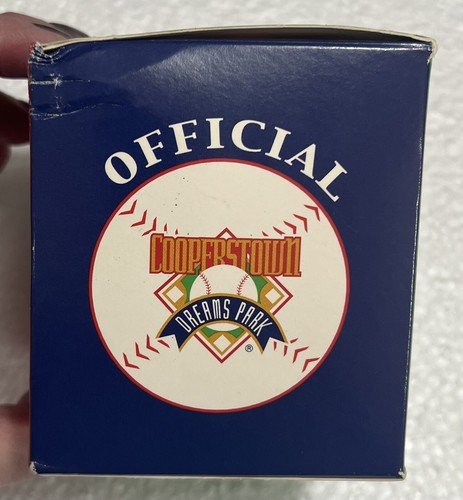 OFFICIAL
COOPERSTOWN
DREAMS PARK
®